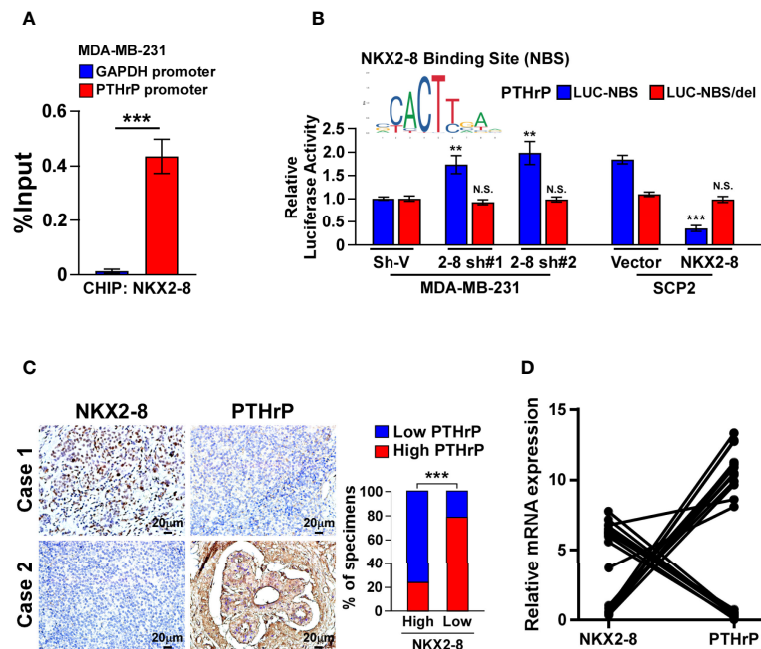 A
MDA-MB-231
GAPDH promoter
PTHrP promoter
***
%Input
0.6
0.4
0.2
0
CHIP: NKX2-8
B
NKX2-8 Binding Site (NBS)
CACTT
PTHrP LUC-NBS LUC-NBS/del
Relative
Luciferase Activity
2.5
2.0
1.5
1.0
0.5
0
** N.S. ** N.S. *** N.S.
Sh-V 2-8 sh#1 2-8 sh#2 Vector NKX2-8
MDA-MB-231 SCP2
C
NKX2-8 PTHrP
Case 1
20μm 20μm
Case 2
20μm 20μm
Low PTHrP
High PTHrP
***
% of specimens
100
80
60
40
20
0
High Low
NKX2-8
D
Relative mRNA expression
15
10
5
0
NKX2-8 PTHrP